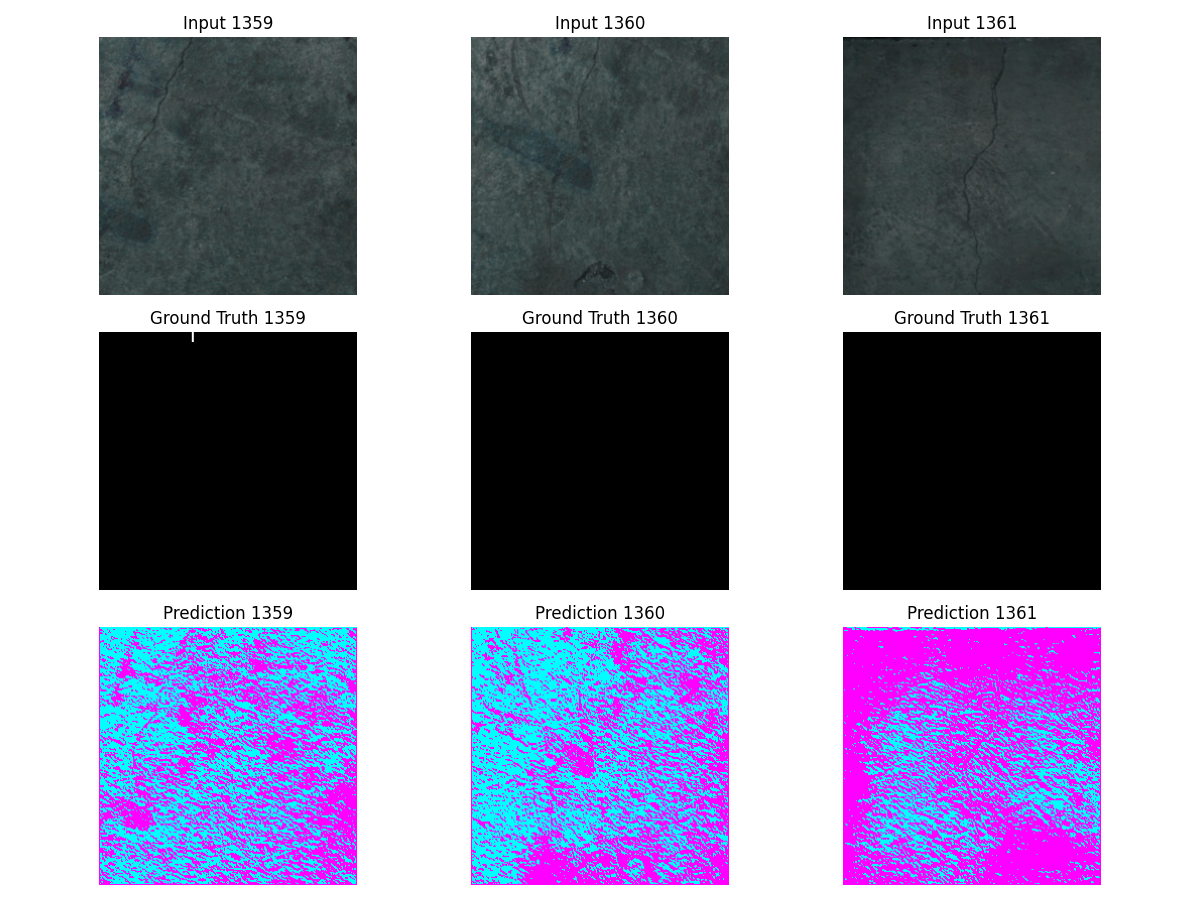 Input 1359
Input 1360
Input 1361
Ground Truth 1359
Ground Truth 1360
Ground Truth 1361
Prediction 1359
Prediction 1360
Prediction 1361